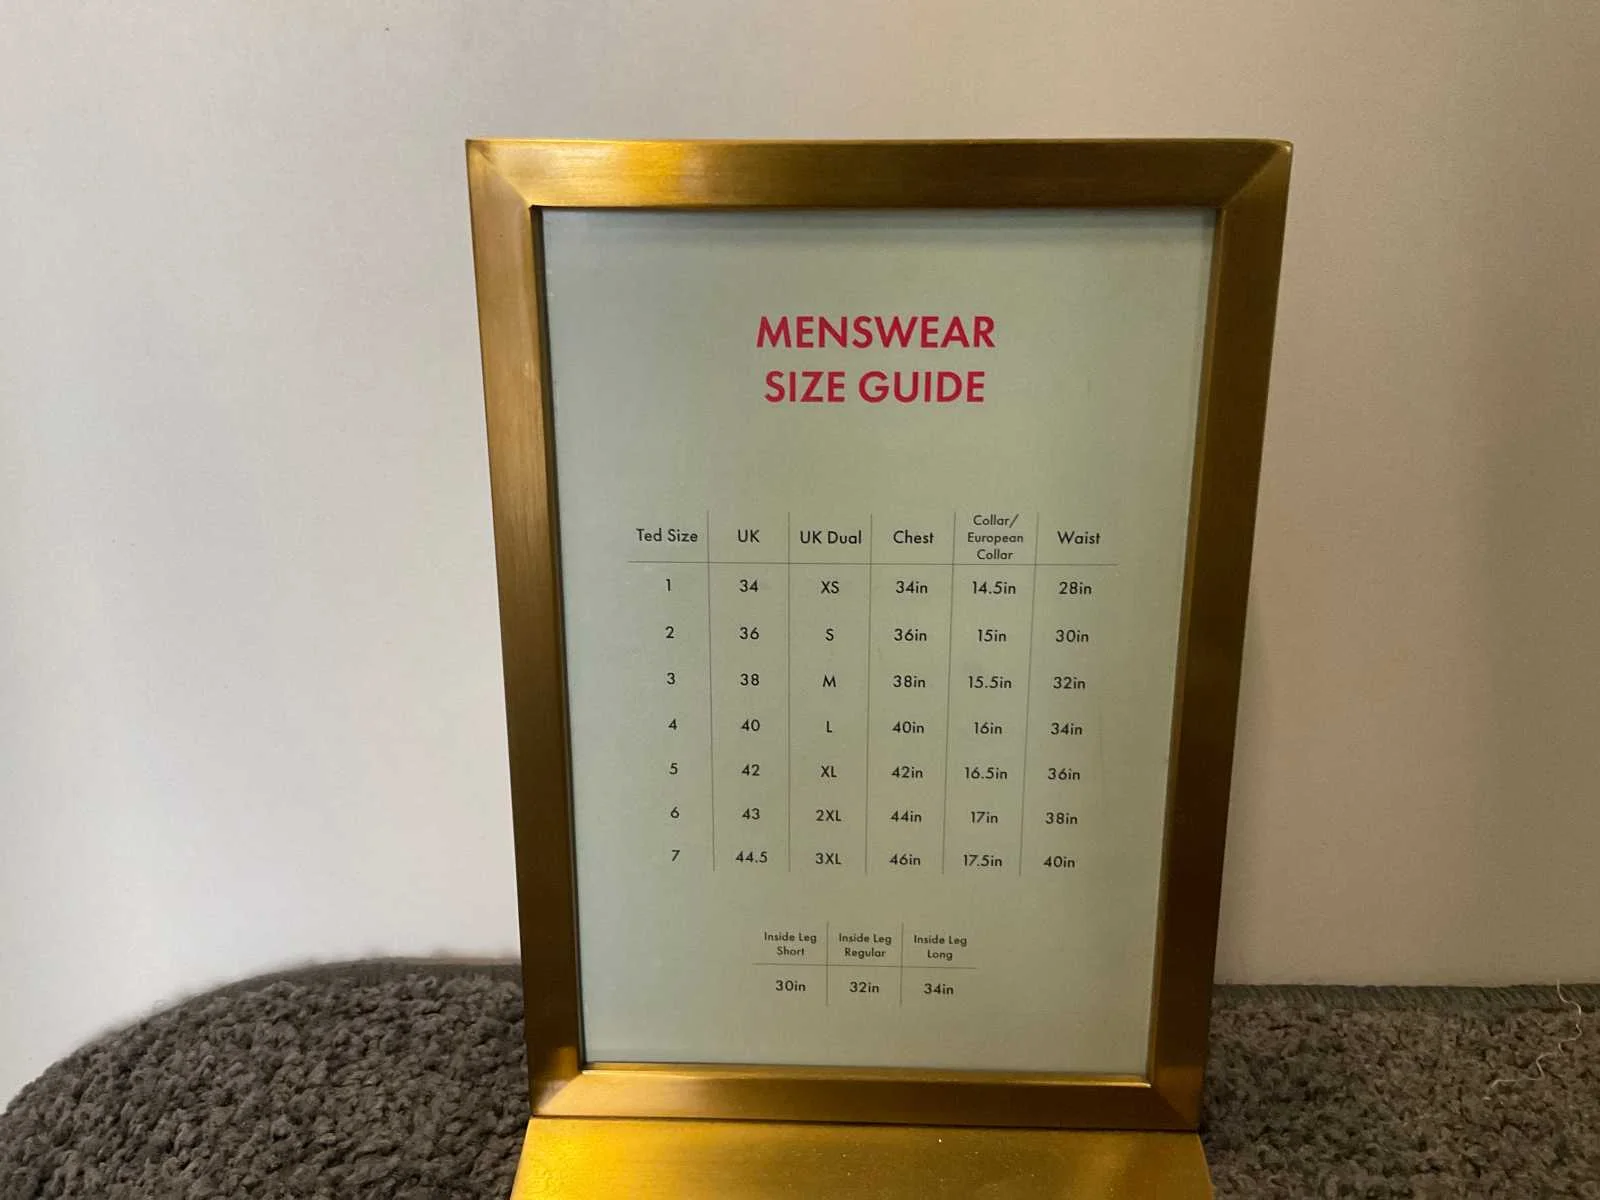 MENSWEAR
SIZE GUIDE
Ted Size UK UK Dual Chest Collar/ European Collar Waist
1 34 XS 34in 14.5in 28in
2 36 S 36in 15in 30in
3 38 M 38in 15.5in 32in
4 40 L 40in 16in 34in
5 42 XL 42in 16.5in 36in
6 43 2XL 44in 17in 38in
7 44.5 3XL 46in 17.5in 40in
Inside Leg Short Inside Leg Regular Inside Leg Long
30in 32in 34in